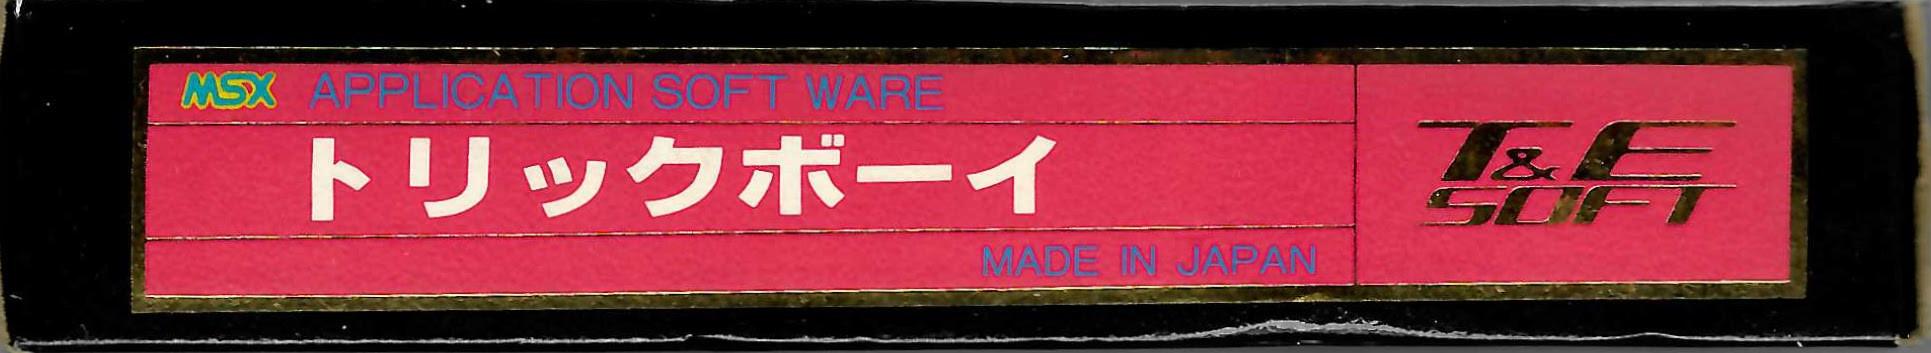 MSX APPLICATION SOFT WARE
トリックボーイ
MADE IN JAPAN
T&E
SOFT